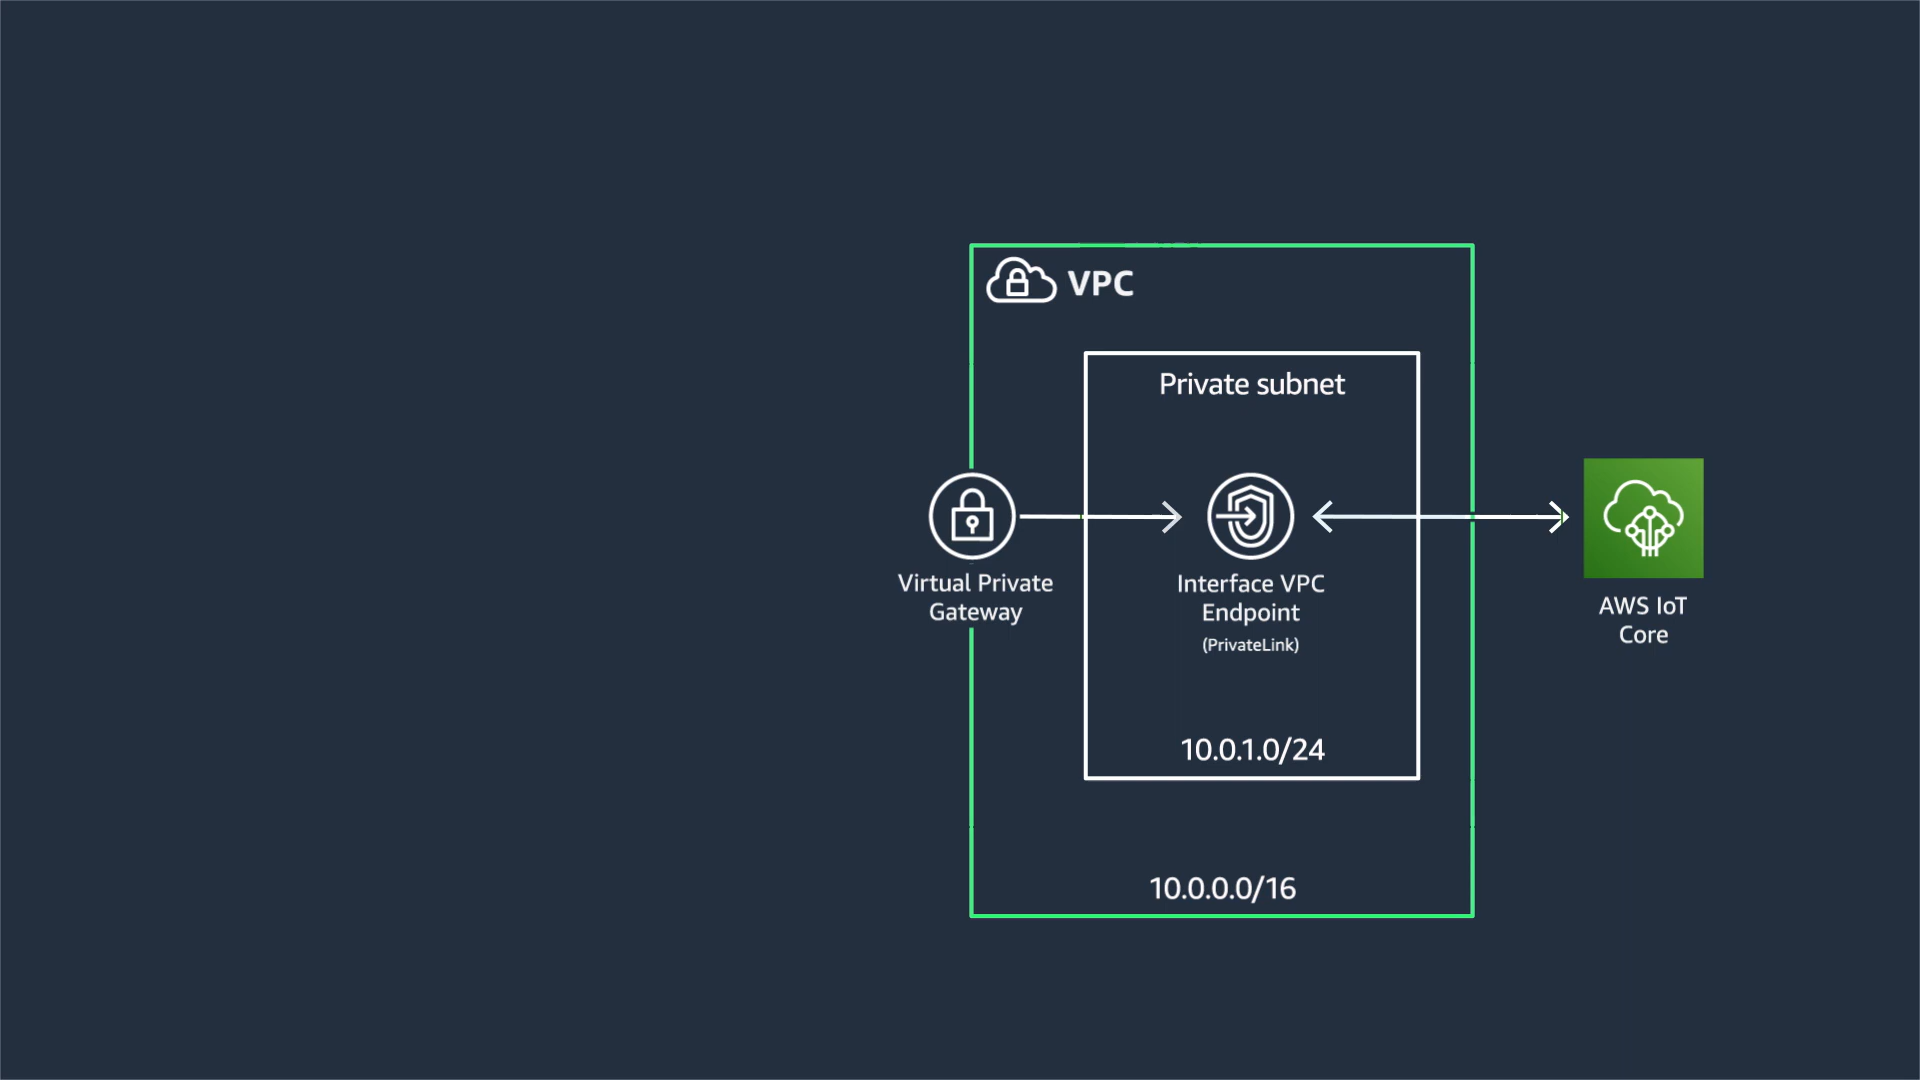 VPC
Private subnet
Virtual Private
Gateway
Interface VPC
Endpoint
(PrivateLink)
AWS IoT
Core
10.0.1.0/24
10.0.0.0/16